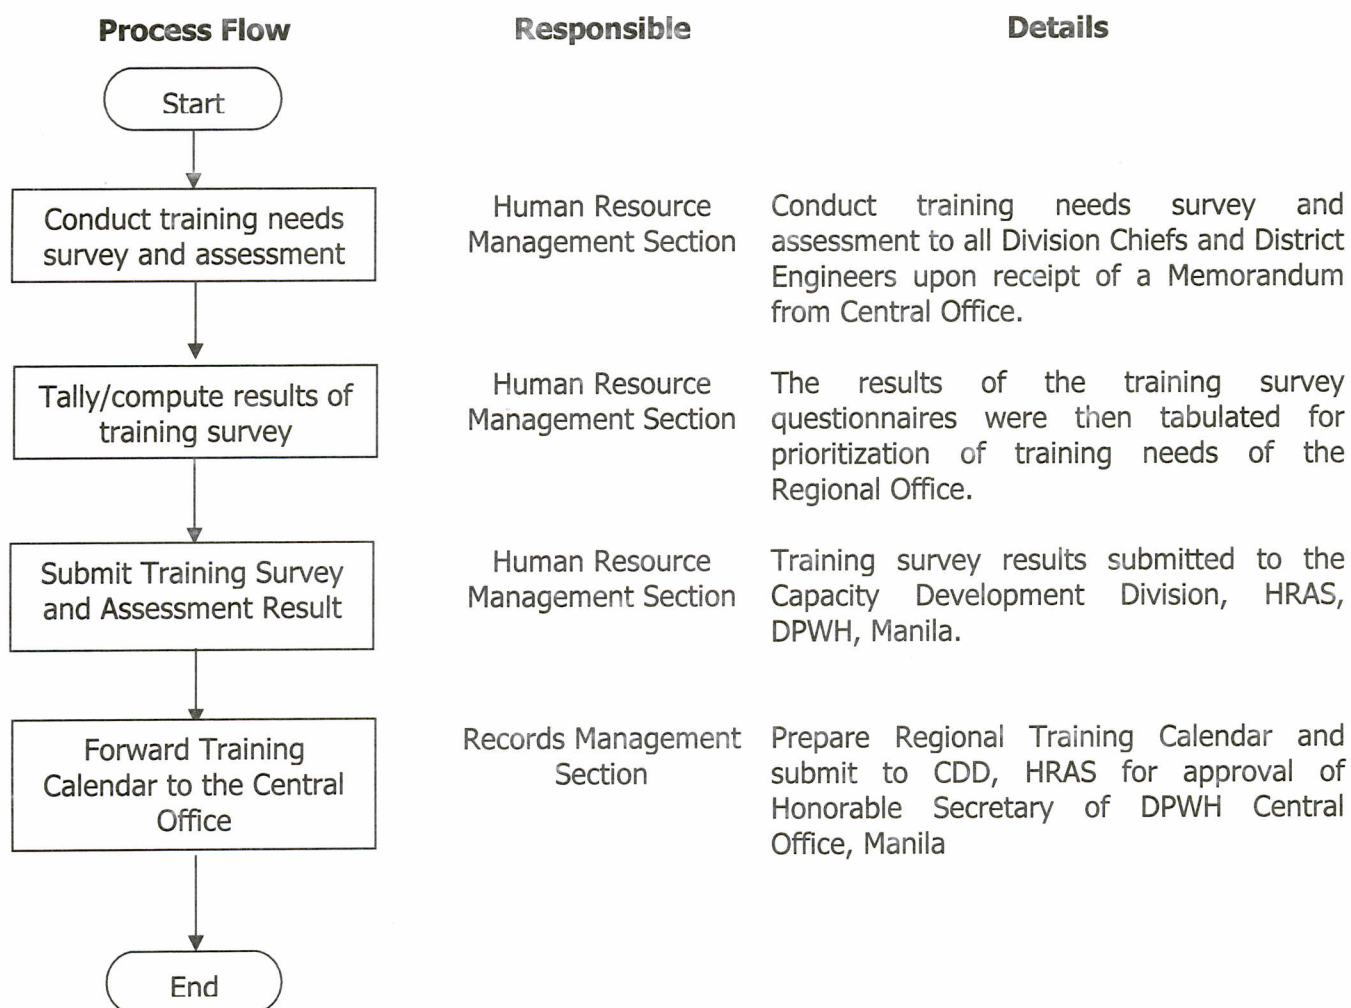 Process Flow
Responsible
Details
Start
Conduct training needs
survey and assessment
Human Resource
Management Section
Conduct training needs survey and
assessment to all Division Chiefs and District
Engineers upon receipt of a Memorandum
from Central Office.
Tally/compute results of
training survey
Human Resource
Management Section
The results of the training survey
questionnaires were then tabulated for
prioritization of training needs of the
Regional Office.
Submit Training Survey
and Assessment Result
Human Resource
Management Section
Training survey results submitted to the
Capacity Development Division, HRAS,
DPWH, Manila.
Forward Training
Calendar to the Central
Office
Records Management
Section
Prepare Regional Training Calendar and
submit to CDD, HRAS for approval of
Honorable Secretary of DPWH Central
Office, Manila
End